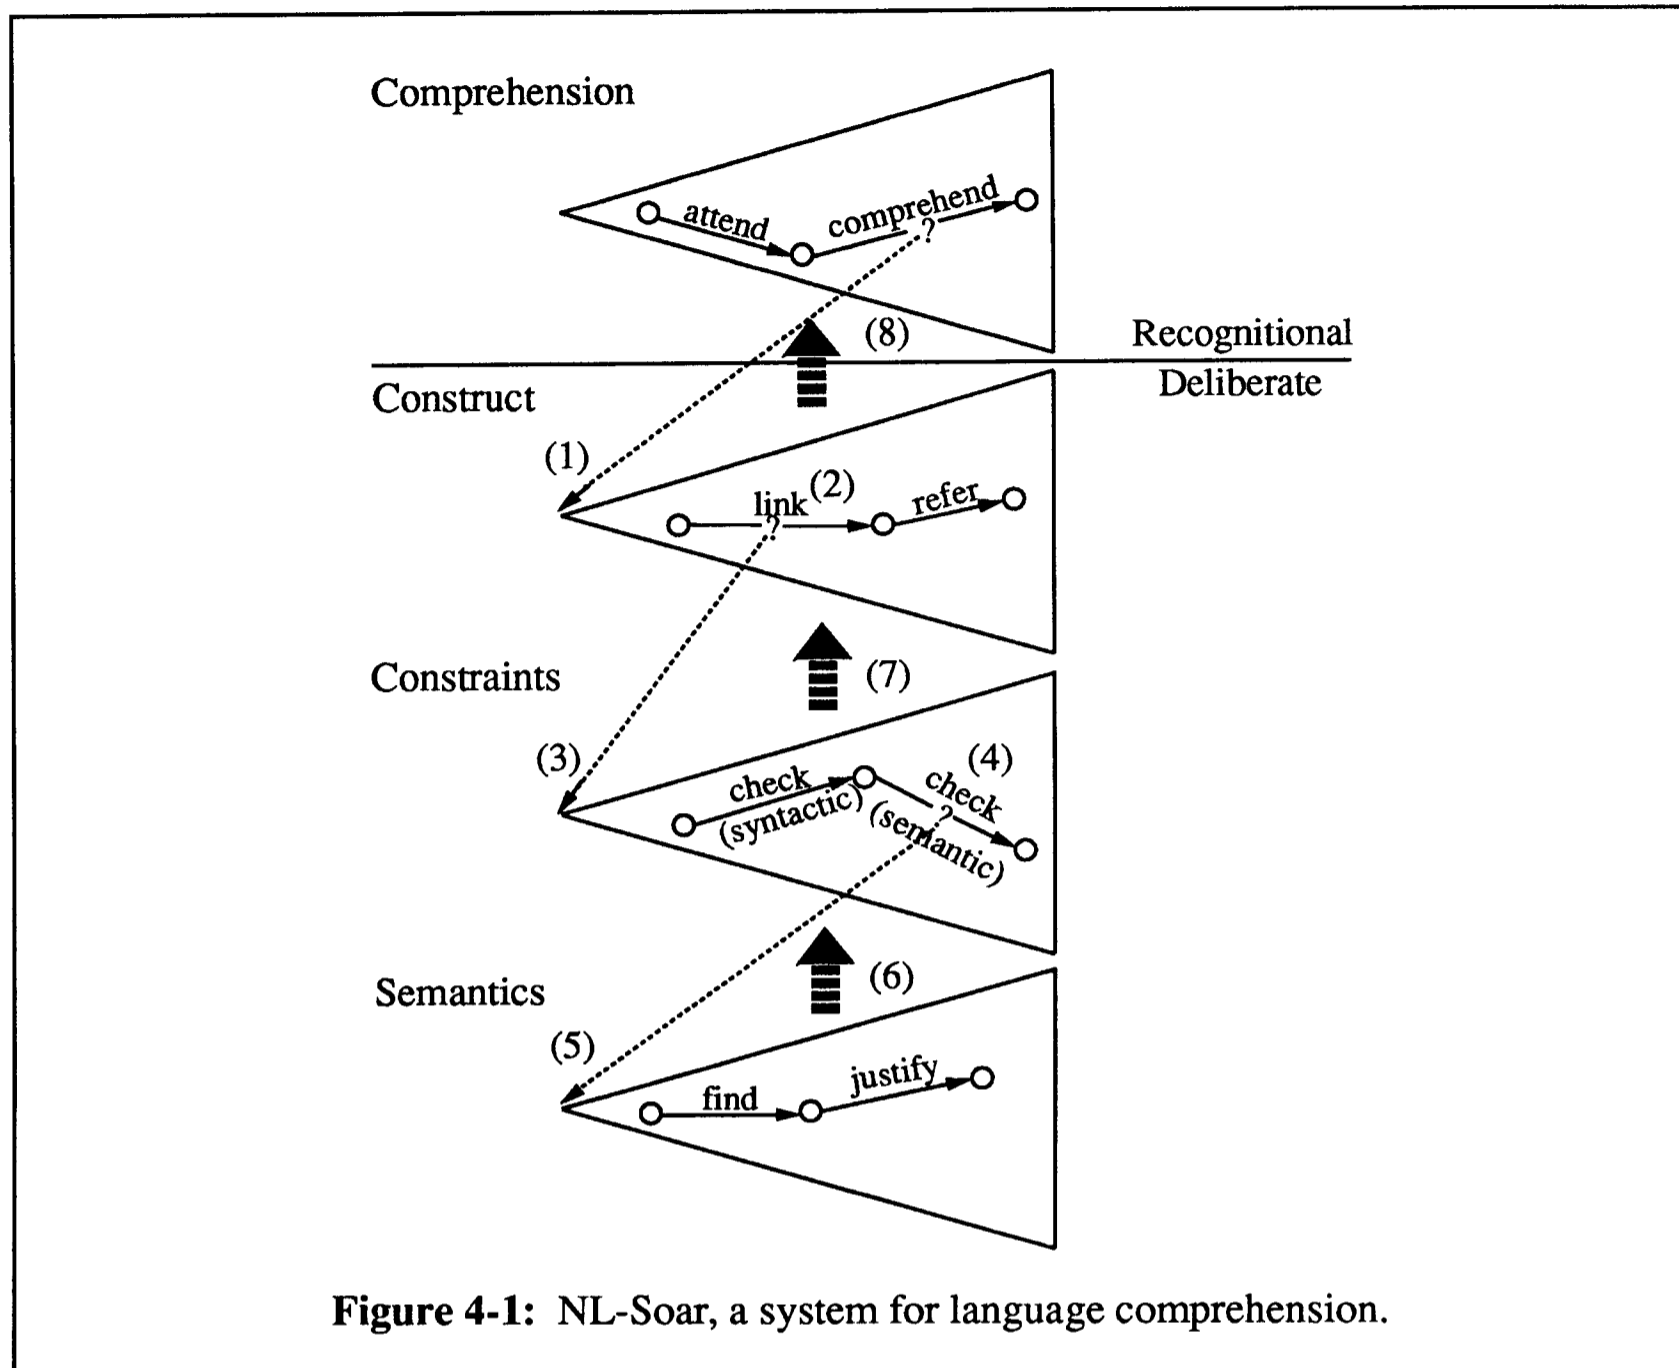 Comprehension
attend
comprehend
?
(8)
Recognitional
Deliberate
Construct
(1)
link
(2)
refer
?
(7)
Constraints
(3)
(4)
check
(syntactic)
check
(semantic)
?
(6)
Semantics
(5)
find
justify
Figure 4-1: NL-Soar, a system for language comprehension.